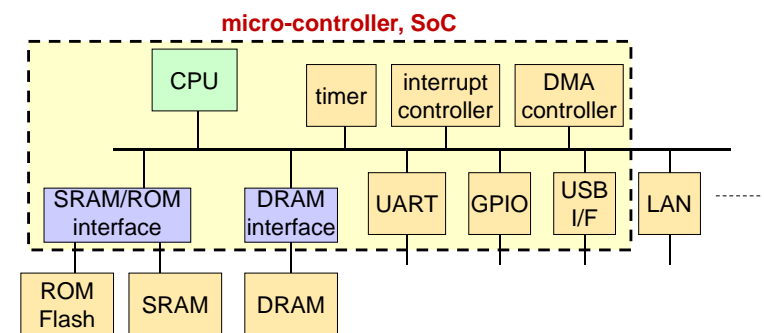 micro-controller, SoC
CPU
timer
interrupt
controller
DMA
controller
SRAM/ROM
interface
DRAM
interface
UART
GPIO
USB
I/F
LAN
ROM
Flash
SRAM
DRAM